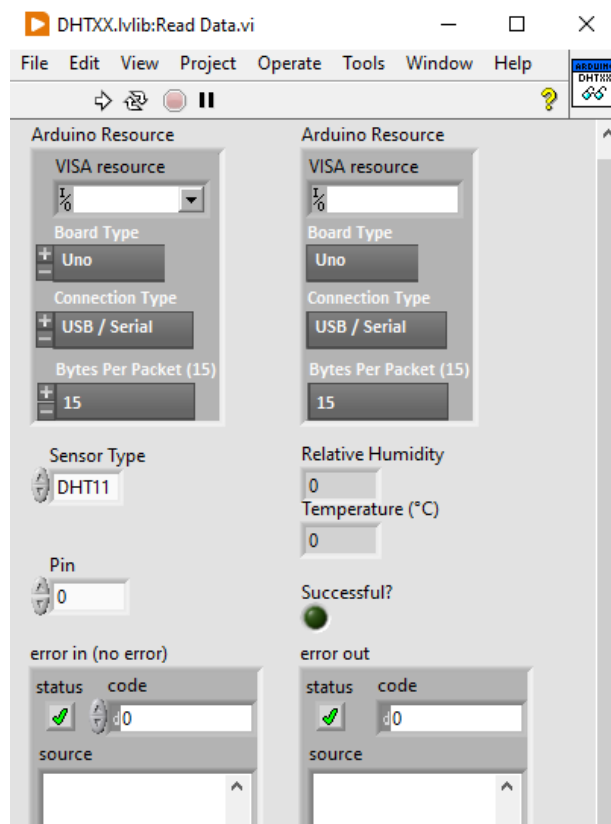 DHTXX.lvlib:Read Data.vi
File Edit View Project Operate Tools Window Help
ARDUINO
DHTXX
Arduino Resource
VISA resource
Board Type
Uno
Connection Type
USB / Serial
Bytes Per Packet (15)
15
Sensor Type
DHT11
Pin
0
error in (no error)
status code
d 0
source
Arduino Resource
VISA resource
Board Type
Uno
Connection Type
USB / Serial
Bytes Per Packet (15)
15
Relative Humidity
0
Temperature (°C)
0
Successful?
error out
status code
d 0
source